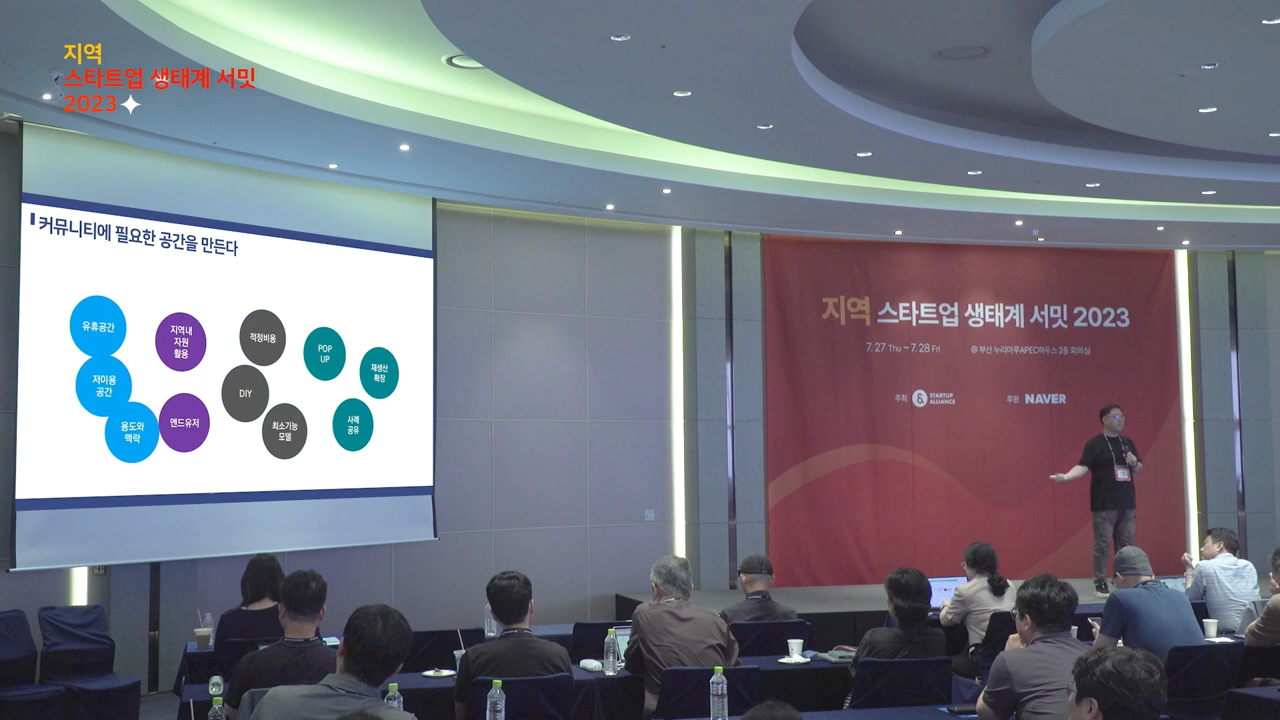 지역
스타트업 생태계 서밋
2023
커뮤니티에 필요한 공간을 만든다
유휴공간
저이용
공간
용도와
맥락
지역내
자원
활용
엔드유저
적정비용
DIY
최소기능
모델
POP
UP
사례
공유
재생산
확장
지역 스타트업 생태계 서밋 2023
7. 27 Thu ~ 7. 28 Fri @ 부산 누리마루APEC하우스 2층 회의실
주최 STARTUP
ALLIANCE
후원 NAVER